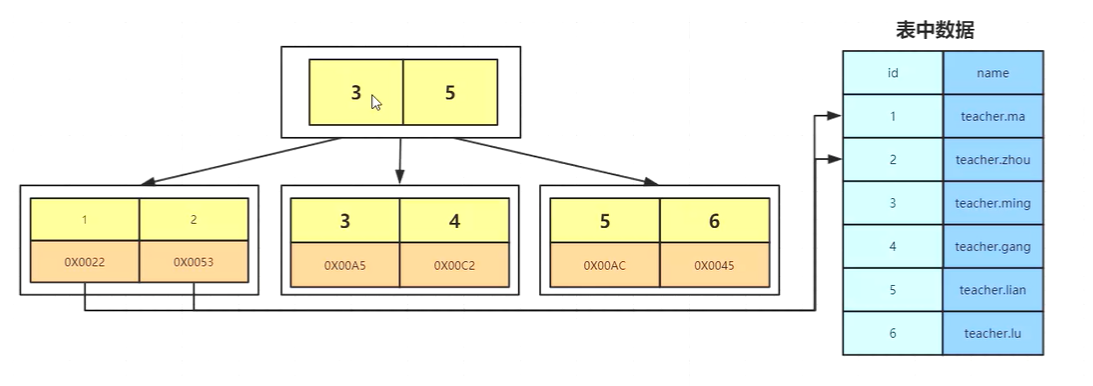 表中数据
3 5
id name
1 teacher.ma
2 teacher.zhou
3 teacher.ming
4 teacher.gang
5 teacher.lian
6 teacher.lu
1 2
0X0022 0X0053
3 4
0X00A5 0X00C2
5 6
0X00AC 0X0045